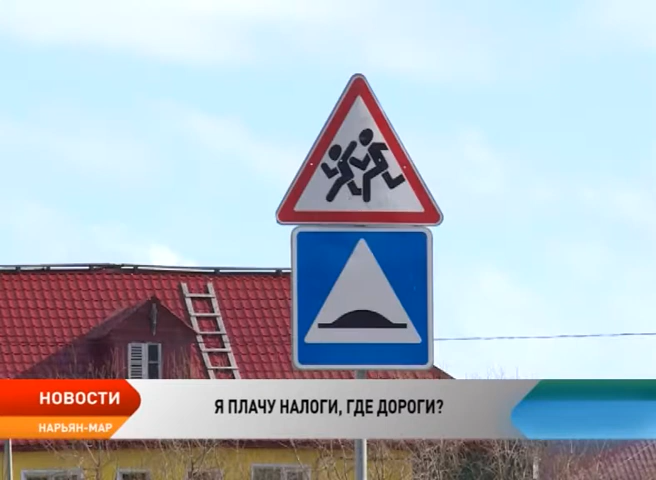 НОВОСТИ
Я ПЛАЧУ НАЛОГИ, ГДЕ ДОРОГИ?
НАРЬЯН-МАР